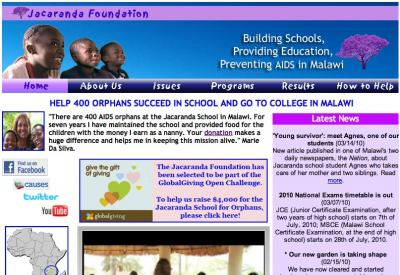 Jacaranda Foundation
Building Schools,
Providing Education,
Preventing AIDS in Malawi
Home About Us Issues Programs Results How to Help
HELP 400 ORPHANS SUCCEED IN SCHOOL AND GO TO COLLEGE IN MALAWI
"There are 400 AIDS orphans at the Jacaranda School in Malawi. For
seven years I have maintained the school and provided food for the
children with the money I earn as a nanny. Your donation makes a
huge difference and helps me in keeping this mission alive." Marie
Da Silva.
Find us on
Facebook
causes
twitter
YouTube
give the gift
of giving
globalgiving
The Jacaranda Foundation has
been selected to be part of the
GlobalGiving Open Challenge.
To help us raise $4,000 for the
Jacaranda School for Orphans,
please click here!
Latest News
'Young survivor': meet Agnes, one of our
students (03/14/10)
New article published in one of Malawi's two
daily newspapers, the Nation, about
Jacaranda school student Agnes who takes
care of her mother and two siblings. Read
more.
2010 National Exams timetable is out
(03/07/10)
JCE (Junior Certificate Examination, after
two years of high school) starts on 7th of
July, 2010; MSCE (Malawi School
Certificate Examination, at the end of high
school) starts on 28th of July, 2010.
* Our new garden is taking shape
(02/15/10)
We have now cleared and started